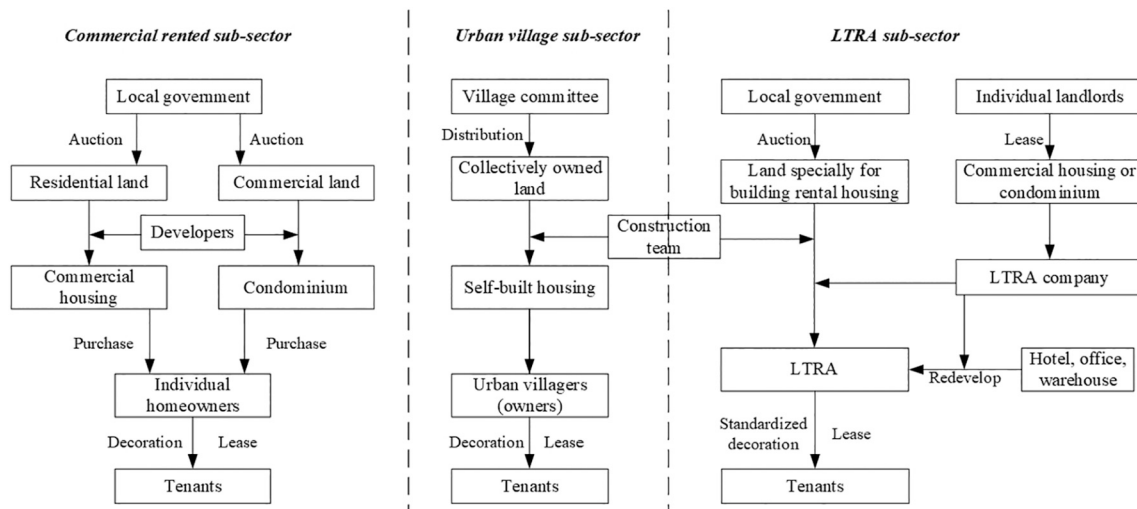 Commercial rented sub-sector
Local government
Auction
Auction
Residential land
Commercial land
Developers
Commercial
housing
Condominium
Purchase
Purchase
Individual
homeowners
Decoration
Lease
Tenants
Urban village sub-sector
Village committee
Distribution
Collectively owned
land
Construction
team
Self-built housing
Urban villagers
(owners)
Decoration
Lease
Tenants
LTRA sub-sector
Local government
Individual landlords
Auction
Lease
Land specially for
building rental housing
Commercial housing or
condominium
LTRA company
LTRA
Redevelop
Hotel, office,
warehouse
Standardized
decoration
Lease
Tenants